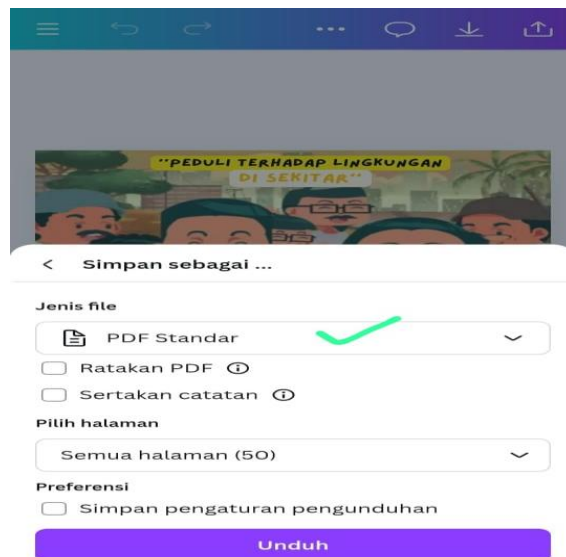 "PEDULI TERHADAP LINGKUNGAN
DI SEKITAR"
Simpan sebagai ...
Jenis file
PDF Standar
Ratakan PDF
Sertakan catatan
Pilih halaman
Semua halaman (50)
Preferensi
Simpan pengaturan pengunduhan
Unduh